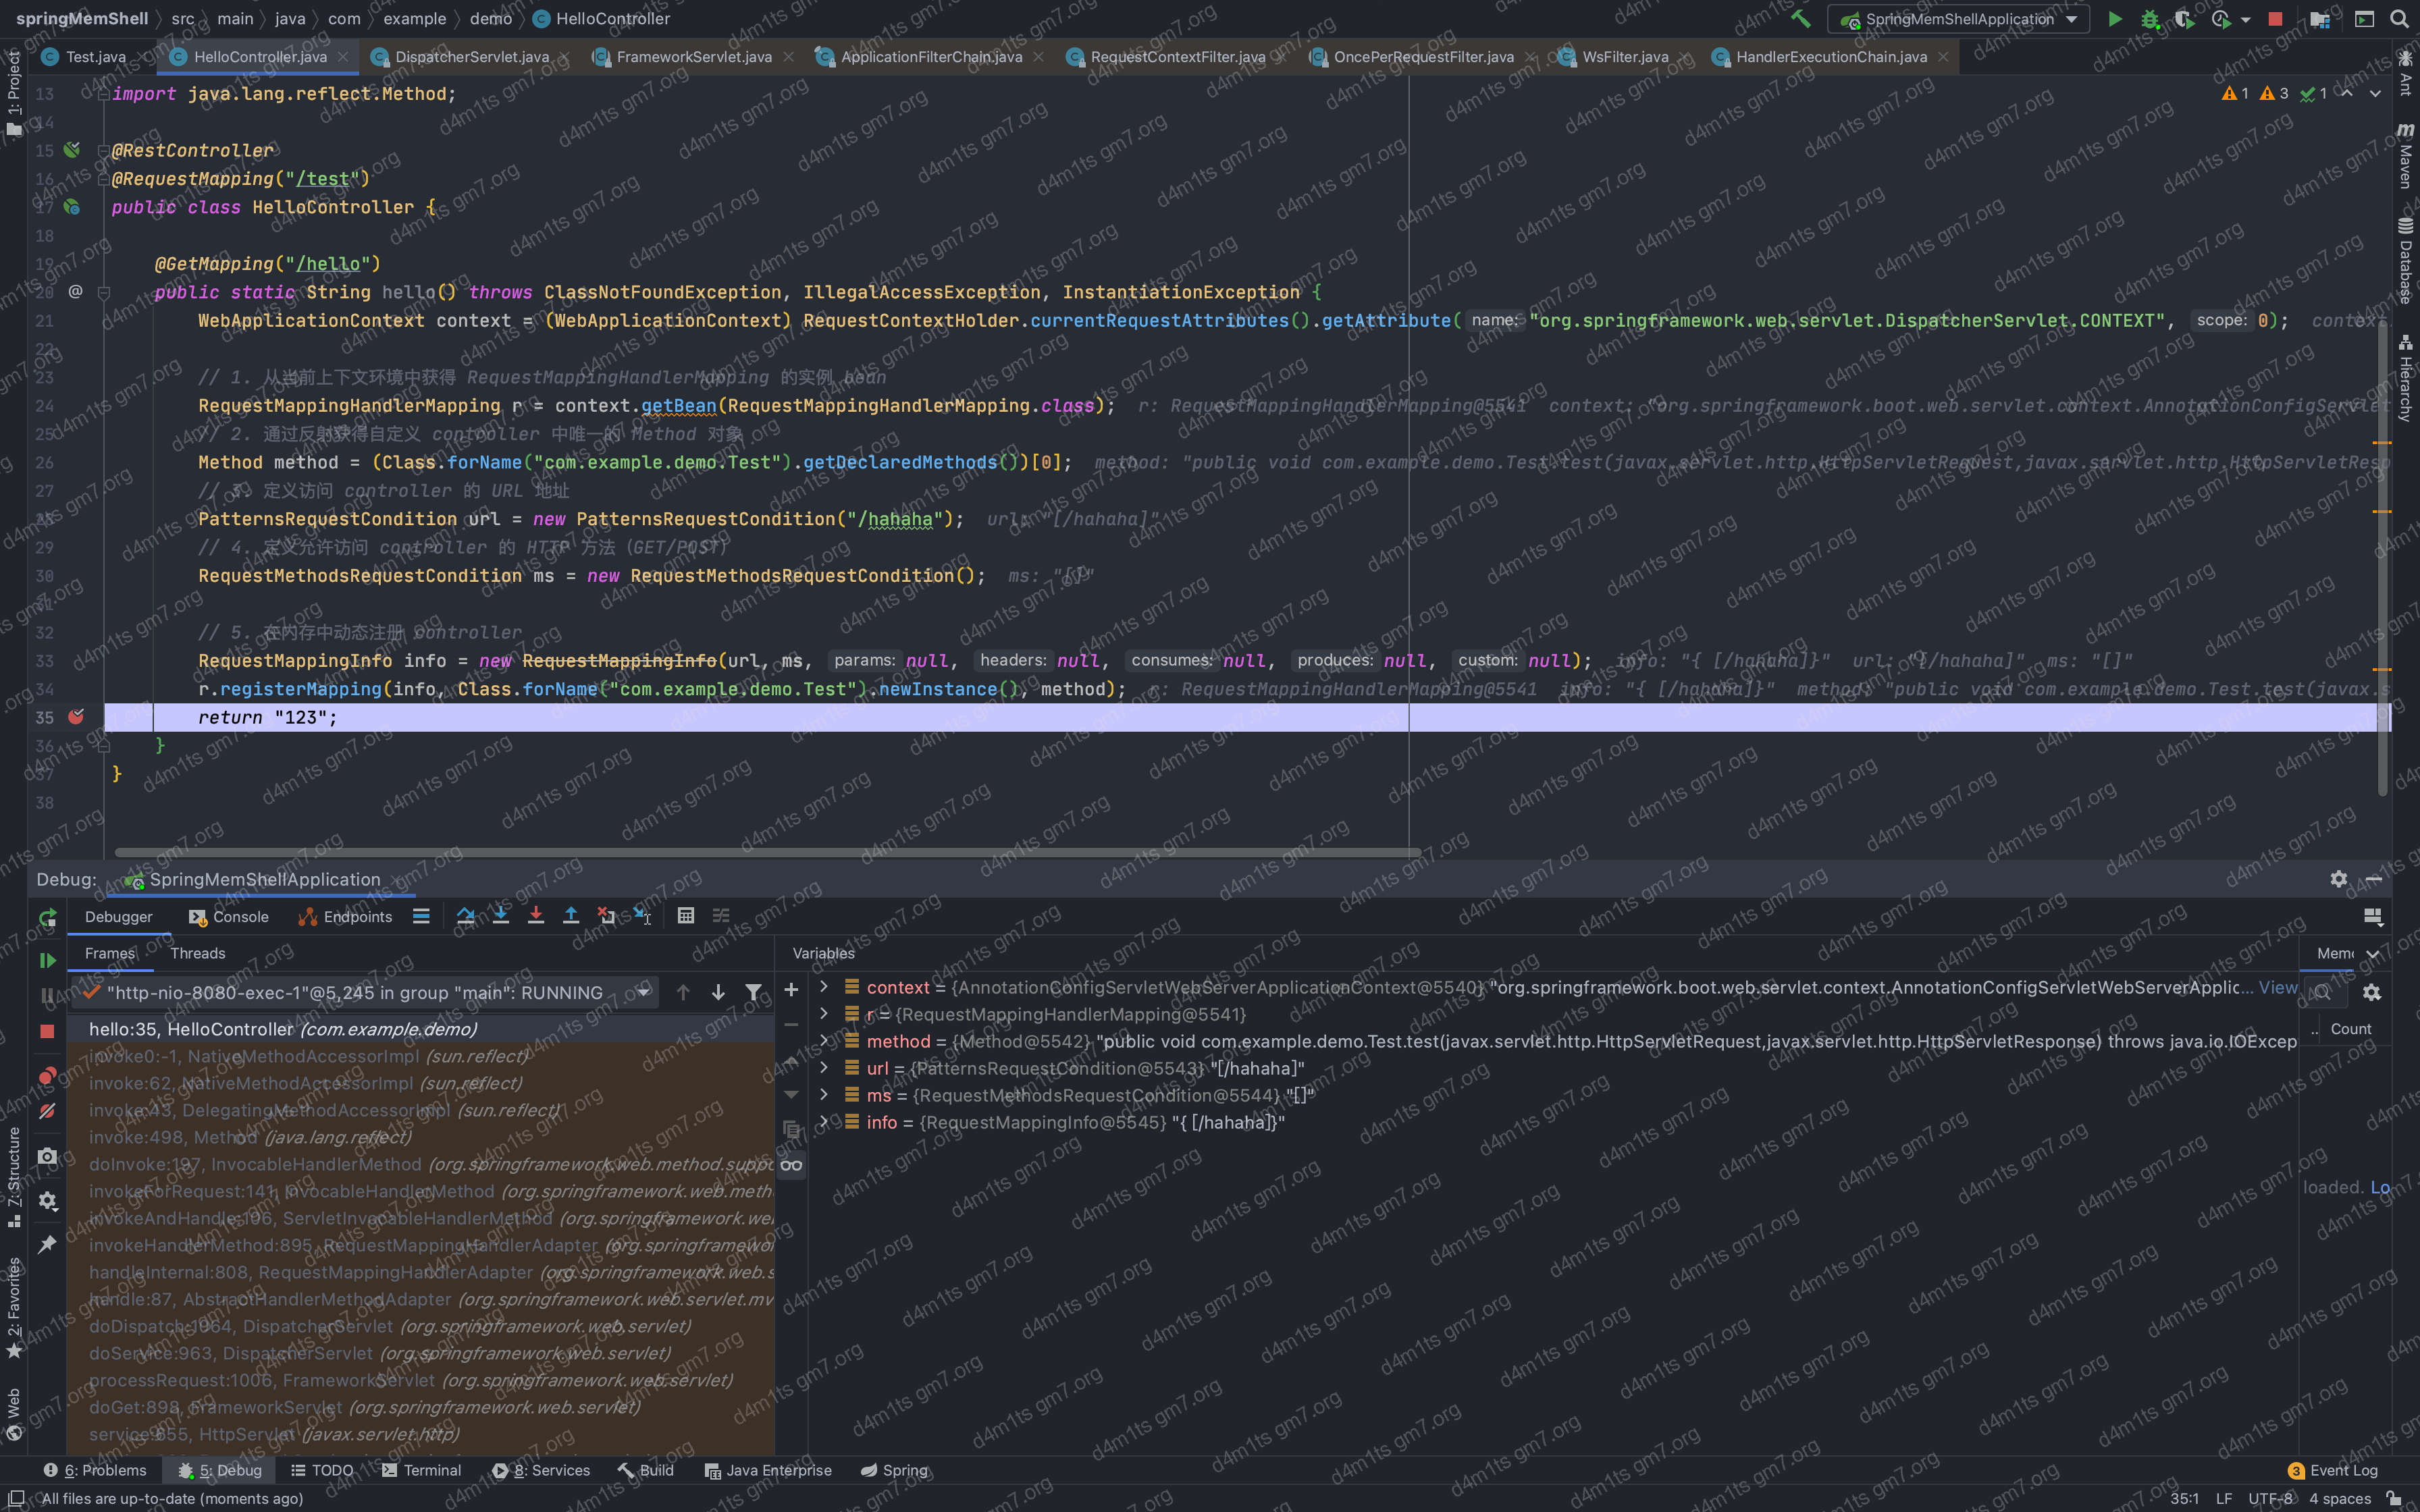 springMemShell 〉 src 〉 main 〉 java 〉 com 〉 example 〉 demo 〉 HelloController
SpringMemShellApplication
Test.java HelloController.java DispatcherServlet.java FrameworkServlet.java ApplicationFilterChain.java RequestContextFilter.java OncePerRequestFilter.java WsFilter.java HandlerExecutionChain.java
1: Project
Ant
Maven
Database
Hierarchy
1 3 1
13 import java.lang.reflect.Method;
14
15 @RestController
16 @RequestMapping("/test")
17 public class HelloController {
18
19 @GetMapping("/hello")
20 public static String hello() throws ClassNotFoundException, IllegalAccessException, InstantiationException {
21 WebApplicationContext context = (WebApplicationContext) RequestContextHolder.currentRequestAttributes().getAttribute( name: "org.springframework.web.servlet.DispatcherServlet.CONTEXT", scope: 0); context
22
23 // 1. 从当前上下文环境中获得 RequestMappingHandlerMapping 的实例 bean
24 RequestMappingHandlerMapping r = context.getBean(RequestMappingHandlerMapping.class); r: RequestMappingHandlerMapping@5541 context: "org.springframework.boot.web.servlet.context.AnnotationConfigServlet
25 // 2. 通过反射获得自定义 controller 中唯一的 Method 对象
26 Method method = (Class.forName("com.example.demo.Test").getDeclaredMethods())[0]; method: "public void com.example.demo.Test.test(javax.servlet.http.HttpServletRequest,javax.servlet.http.HttpServletResp
27 // 3. 定义访问 controller 的 URL 地址
28 PatternsRequestCondition url = new PatternsRequestCondition("/hahaha"); url: "[/hahaha]"
29 // 4. 定义允许访问 controller 的 HTTP 方法（GET/POST）
30 RequestMethodsRequestCondition ms = new RequestMethodsRequestCondition(); ms: "[]"
31
32 // 5. 在内存中动态注册 controller
33 RequestMappingInfo info = new RequestMappingInfo(url, ms, params: null, headers: null, consumes: null, produces: null, custom: null); info: "{ [/hahaha]}" url: "[/hahaha]" ms: "[]"
34 r.registerMapping(info, Class.forName("com.example.demo.Test").newInstance(), method); r: RequestMappingHandlerMapping@5541 info: "{ [/hahaha]}" method: "public void com.example.demo.Test.test(javax.s
35 return "123";
36 }
37 }
38
Debug: SpringMemShellApplication
Debugger Console Endpoints
Frames Threads
Variables
Mem
"http-nio-8080-exec-1"@5,245 in group "main": RUNNING
hello:35, HelloController (com.example.demo)
invoke0:-1, NativeMethodAccessorImpl (sun.reflect)
invoke:62, NativeMethodAccessorImpl (sun.reflect)
invoke:43, DelegatingMethodAccessorImpl (sun.reflect)
invoke:498, Method (java.lang.reflect)
doInvoke:197, InvocableHandlerMethod (org.springframework.web.method.suppo
invokeForRequest:141, InvocableHandlerMethod (org.springframework.web.meth
invokeAndHandle:106, ServletInvocableHandlerMethod (org.springframework.we
invokeHandlerMethod:895, RequestMappingHandlerAdapter (org.springframewor
handleInternal:808, RequestMappingHandlerAdapter (org.springframework.web.s
handle:87, AbstractHandlerMethodAdapter (org.springframework.web.servlet.mv
doDispatch:1064, DispatcherServlet (org.springframework.web.servlet)
doService:963, DispatcherServlet (org.springframework.web.servlet)
processRequest:1006, FrameworkServlet (org.springframework.web.servlet)
doGet:898, FrameworkServlet (org.springframework.web.servlet)
service:655, HttpServlet (javax.servlet.http)
context = {AnnotationConfigServletWebServerApplicationContext@5540} "org.springframework.boot.web.servlet.context.AnnotationConfigServletWebServerApplic... View
r = {RequestMappingHandlerMapping@5541}
method = {Method@5542} "public void com.example.demo.Test.test(javax.servlet.http.HttpServletRequest,javax.servlet.http.HttpServletResponse) throws java.io.IOExcep
url = {PatternsRequestCondition@5543} "[/hahaha]"
ms = {RequestMethodsRequestCondition@5544} "[]"
info = {RequestMappingInfo@5545} "{ [/hahaha]}"
.. Count
loaded. Lo
7: Structure
2: Favorites
Web
6: Problems 5: Debug TODO Terminal 8: Services Build Java Enterprise Spring
3 Event Log
All files are up-to-date (moments ago)
35:1 LF UTF-8 4 spaces
d4m1ts gm7.org